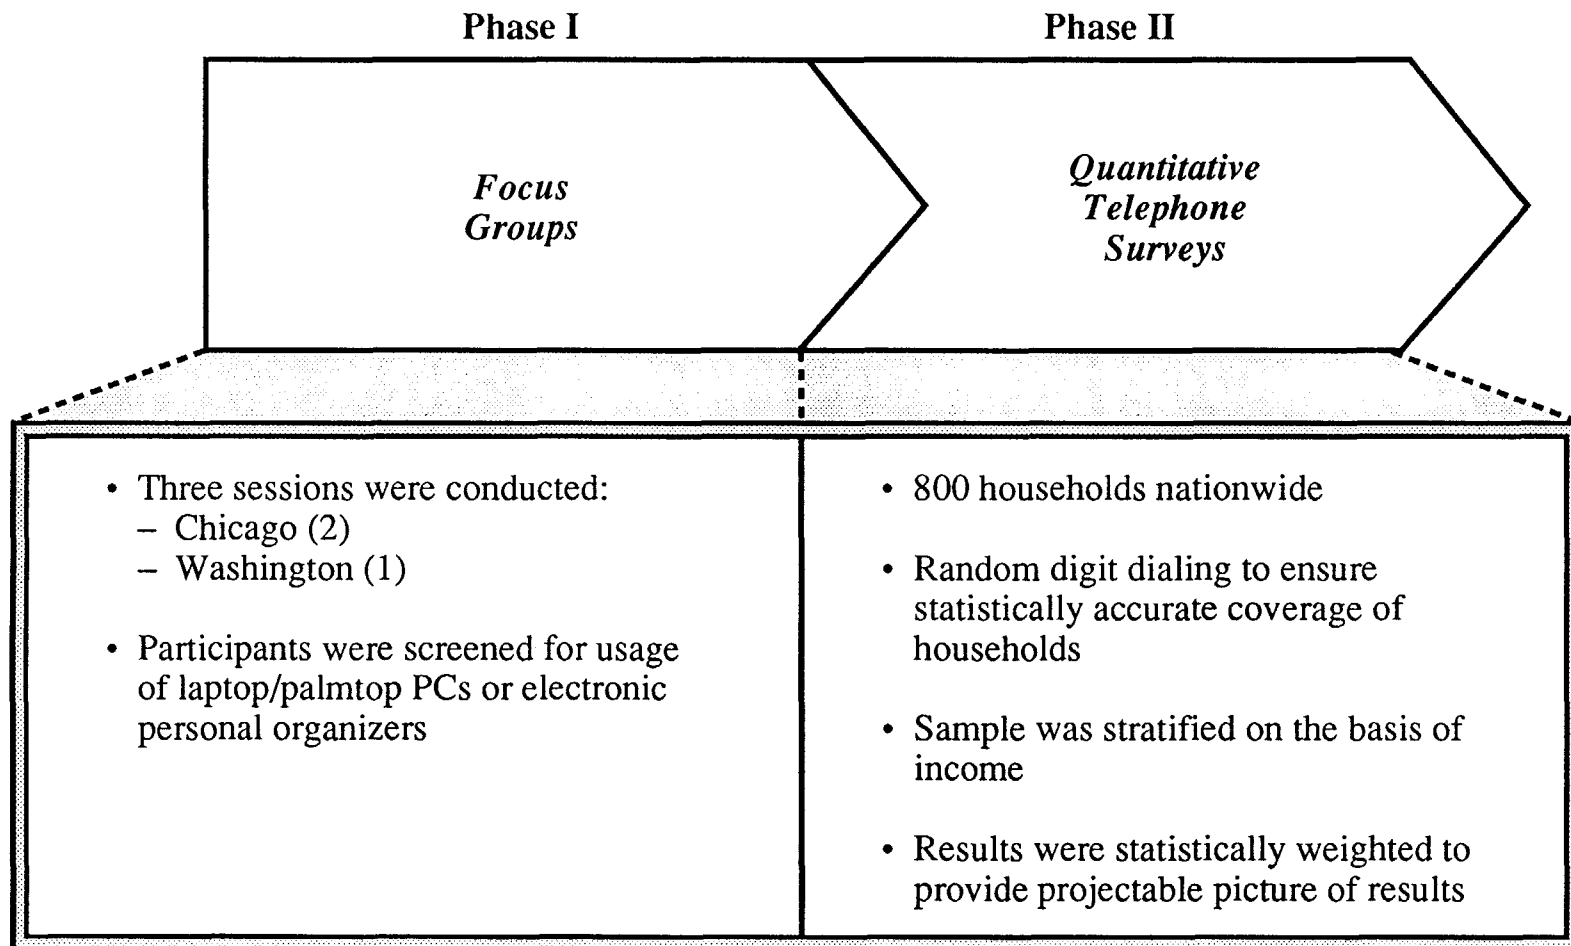 Phase I
Phase II
Focus
Groups
Quantitative
Telephone
Surveys
• Three sessions were conducted:
– Chicago (2)
– Washington (1)
• Participants were screened for usage
of laptop/palmtop PCs or electronic
personal organizers
• 800 households nationwide
• Random digit dialing to ensure
statistically accurate coverage of
households
• Sample was stratified on the basis of
income
• Results were statistically weighted to
provide projectable picture of results